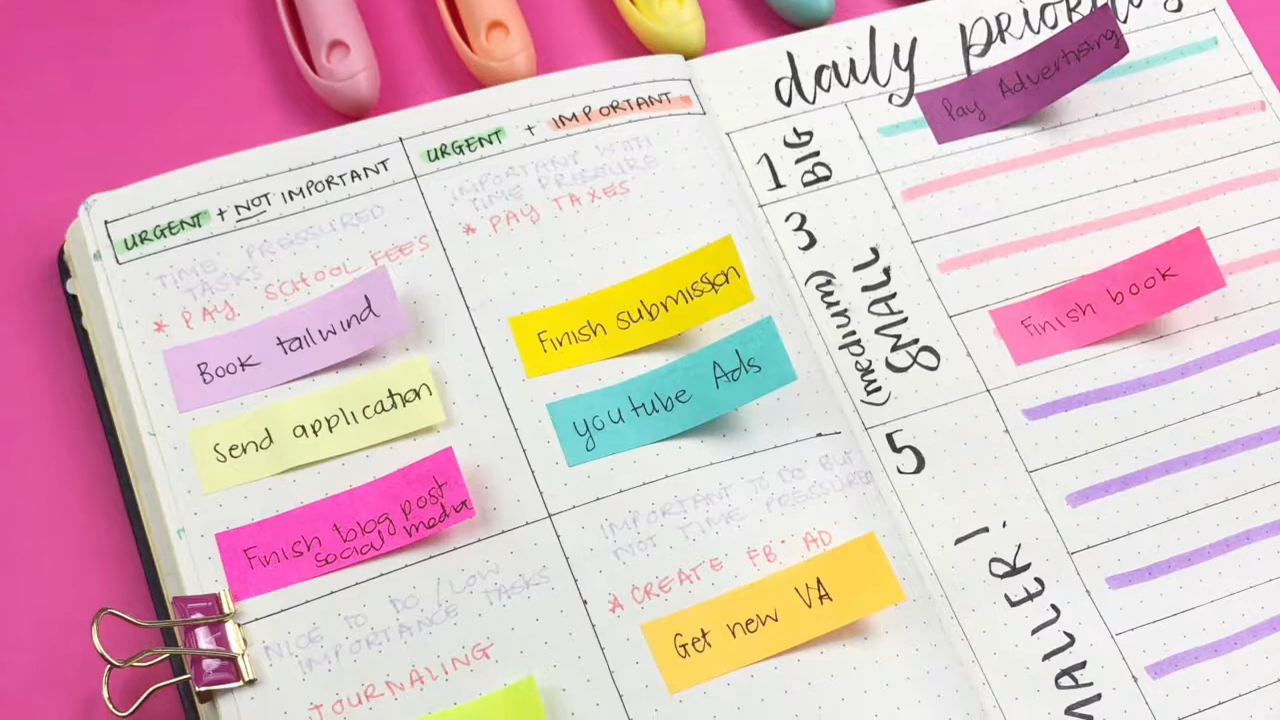 URGENT + NOT IMPORTANT
TIME PRESSURED
TASKS
* PAY SCHOOL FEES
Book tailwind
Send application
Finish blog post
social media
URGENT + IMPORTANT
IMPORTANT WITH
TIME PRESSURE
* PAY TAXES
Finish submission
youtube Ads
NICE TO DO / LOW
IMPORTANCE TASKS
JOURNALING
IMPORTANT TO DO BUT
NOT TIME PRESSURED
* CREATE FB AD
Get new VA
daily
Pay Advertising
1 BIG
3 SMALL
(medium)
Finish book
5